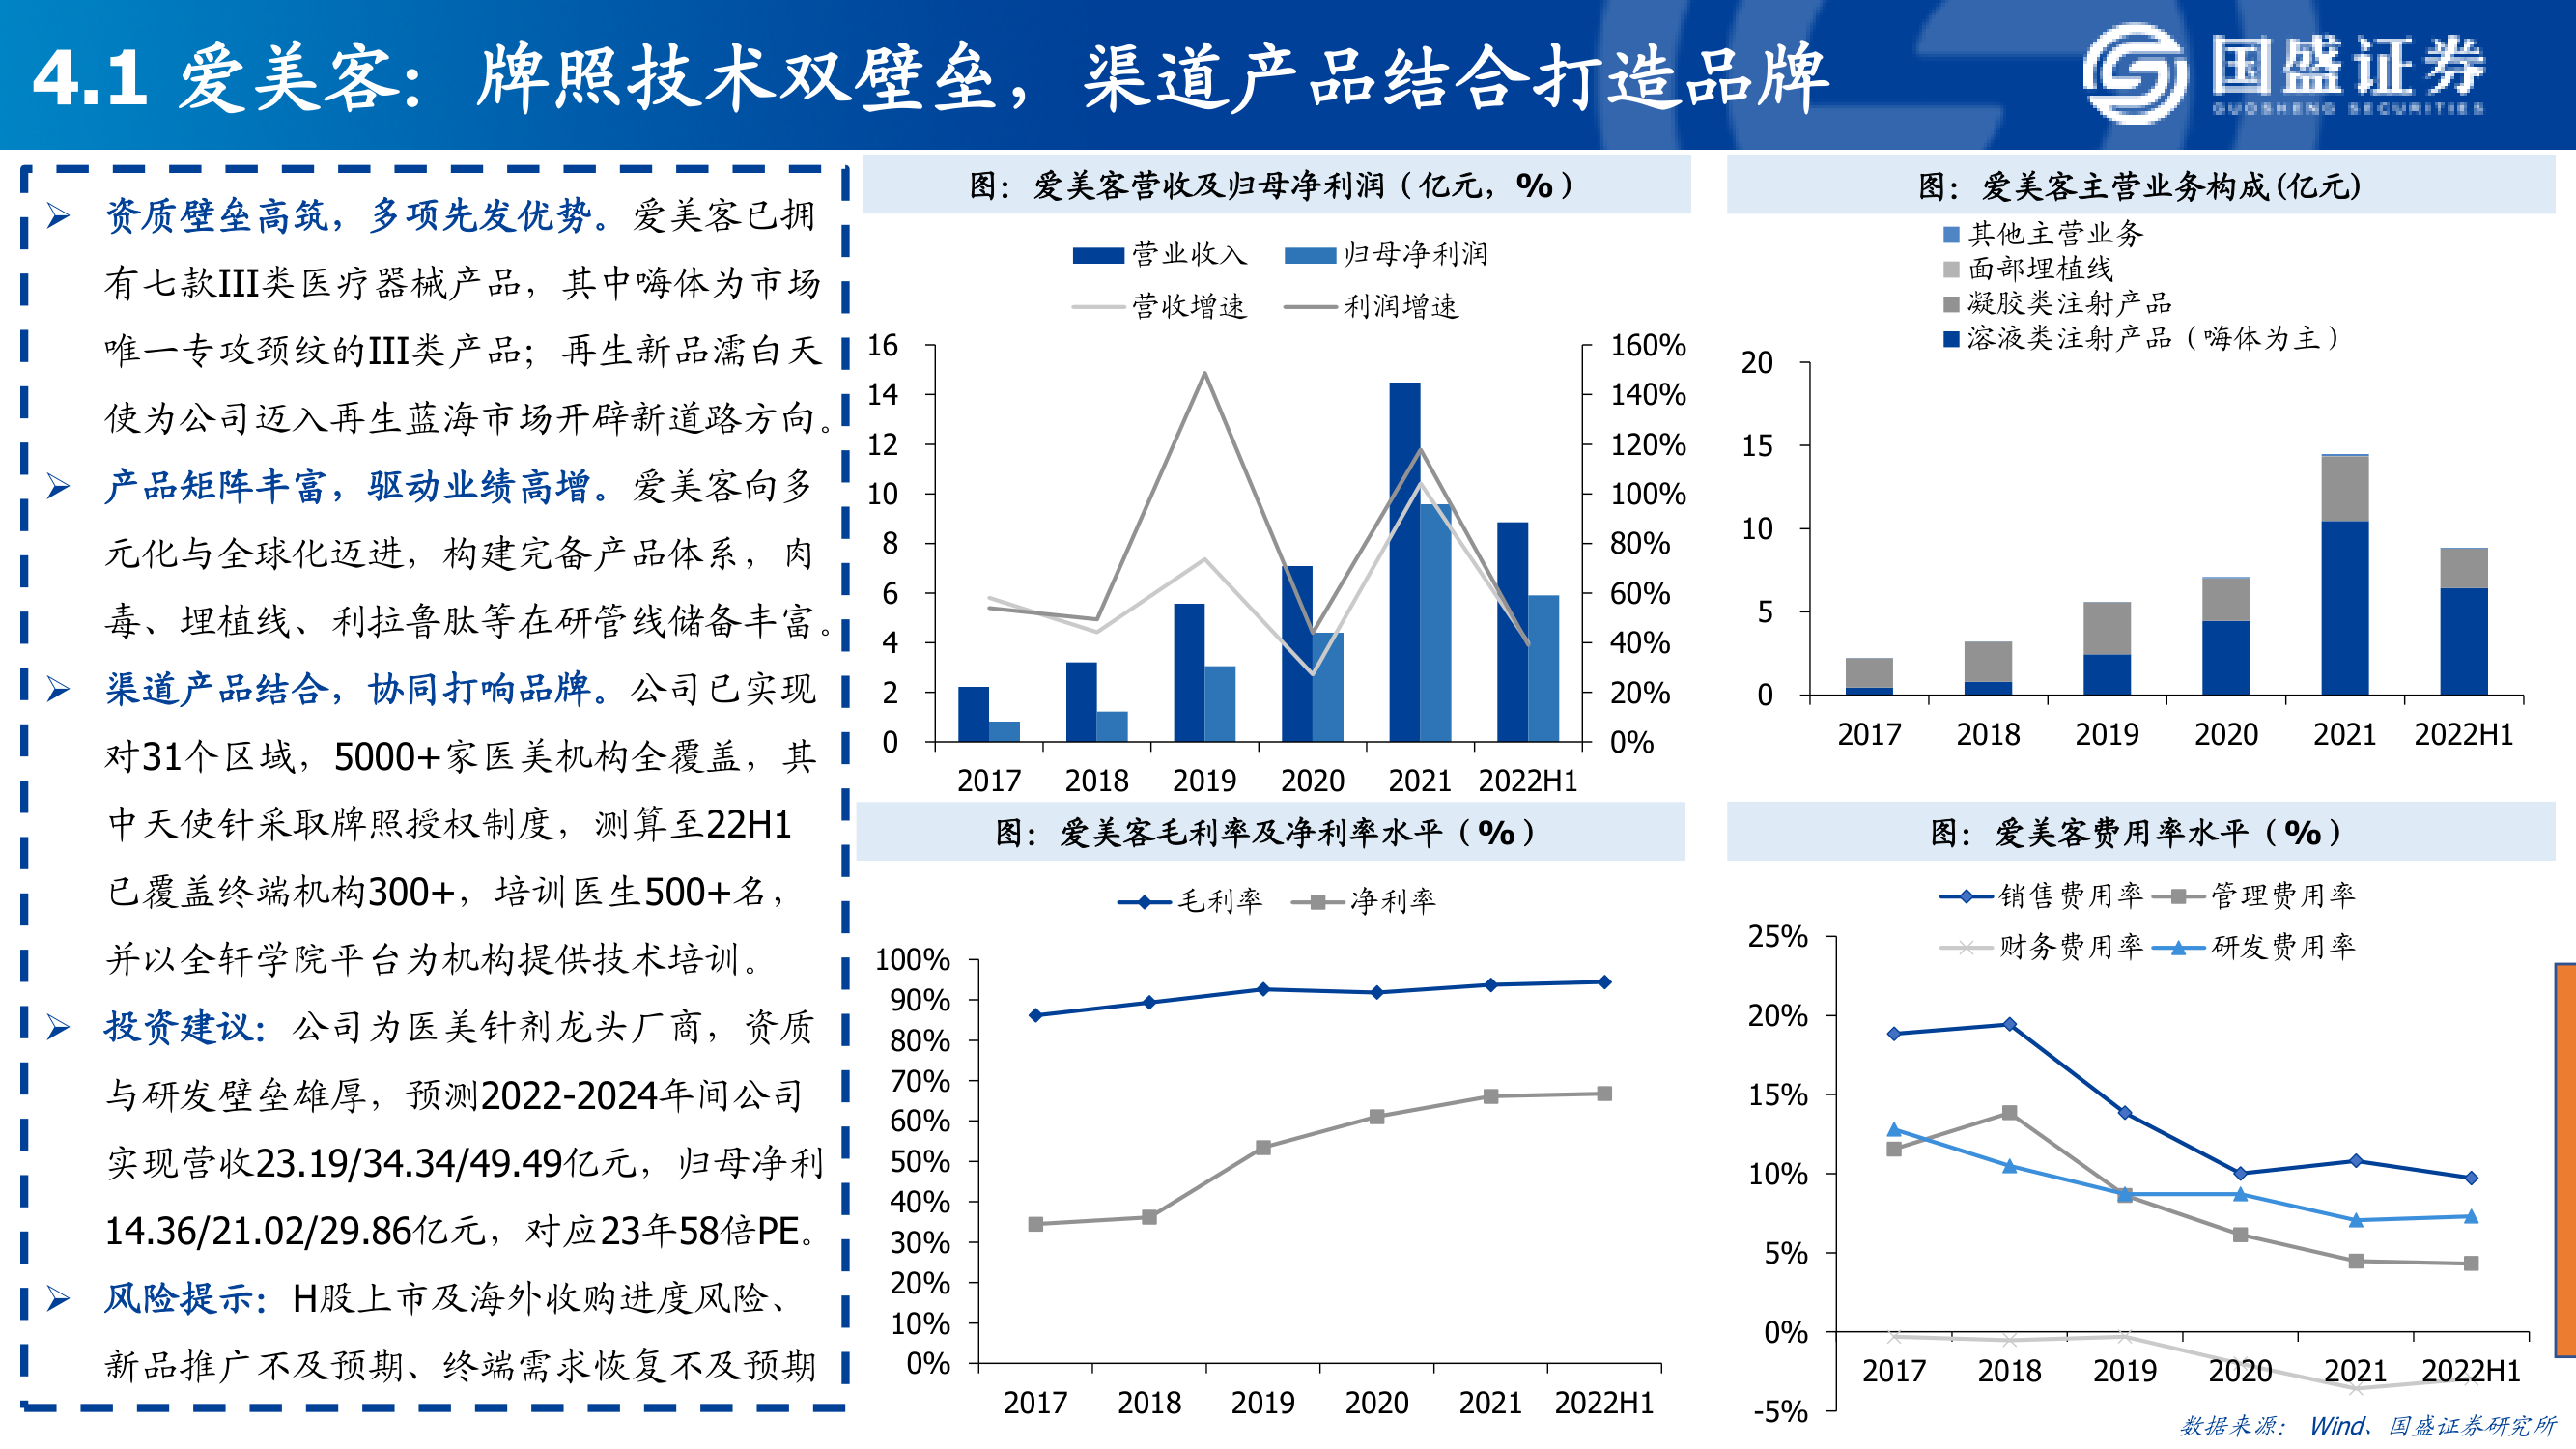 4.1 爱美客：牌照技术双壁垒，渠道产品结合打造品牌
国盛证券
GUOSHENG SECURITIES
➢ 资质壁垒高筑，多项先发优势。爱美客已拥
有七款III类医疗器械产品，其中嗨体为市场
唯一专攻颈纹的III类产品；再生新品濡白天
使为公司迈入再生蓝海市场开辟新道路方向。
➢ 产品矩阵丰富，驱动业绩高增。爱美客向多
元化与全球化迈进，构建完备产品体系，肉
毒、埋植线、利拉鲁肽等在研管线储备丰富。
➢ 渠道产品结合，协同打响品牌。公司已实现
对31个区域，5000+家医美机构全覆盖，其
中天使针采取牌照授权制度，测算至22H1
已覆盖终端机构300+，培训医生500+名，
并以全轩学院平台为机构提供技术培训。
➢ 投资建议：公司为医美针剂龙头厂商，资质
与研发壁垒雄厚，预测2022-2024年间公司
实现营收23.19/34.34/49.49亿元，归母净利
14.36/21.02/29.86亿元，对应23年58倍PE。
➢ 风险提示：H股上市及海外收购进度风险、
新品推广不及预期、终端需求恢复不及预期
图：爱美客营收及归母净利润（亿元，%）
营业收入 归母净利润
营收增速 利润增速
16 160%
14 140%
12 120%
10 100%
8 80%
6 60%
4 40%
2 20%
0 0%
2017 2018 2019 2020 2021 2022H1
图：爱美客主营业务构成(亿元)
其他主营业务
面部埋植线
凝胶类注射产品
溶液类注射产品（嗨体为主）
20
15
10
5
0
2017 2018 2019 2020 2021 2022H1
图：爱美客毛利率及净利率水平（%）
毛利率 净利率
100%
90%
80%
70%
60%
50%
40%
30%
20%
10%
0%
2017 2018 2019 2020 2021 2022H1
图：爱美客费用率水平（%）
销售费用率 管理费用率
财务费用率 研发费用率
25%
20%
15%
10%
5%
0%
2017 2018 2019 2020 2021 2022H1
-5%
数据来源： Wind、国盛证券研究所